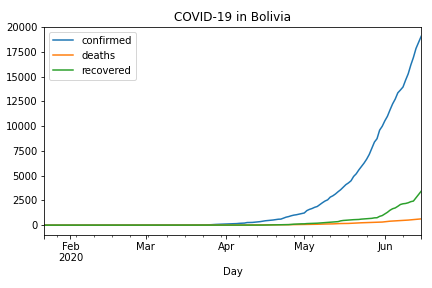 COVID-19 in Bolivia
confirmed
deaths
recovered
20000
17500
15000
12500
10000
7500
5000
2500
0
Feb Mar Apr May Jun
2020
Day